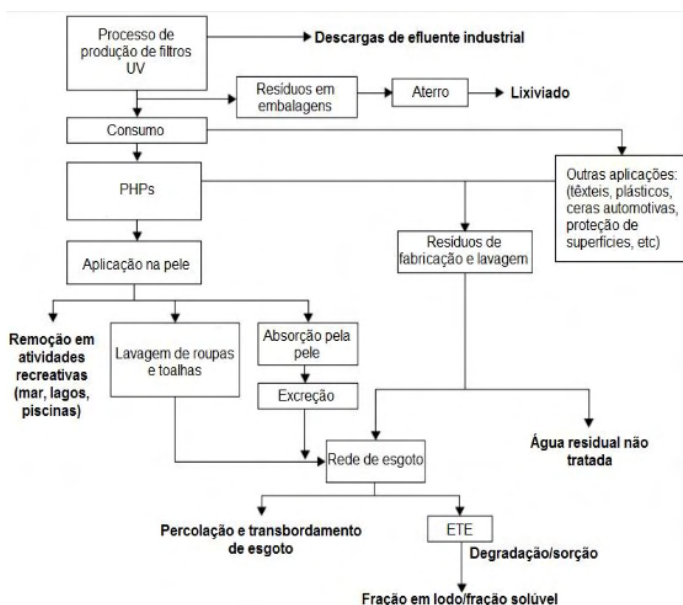 Processo de
produção de filtros
UV
Descargas de efluente industrial
Resíduos em
embalagens
Aterro
Lixiviado
Consumo
PHPs
Outras aplicações:
(têxteis, plásticos,
ceras automotivas,
proteção de
superfícies, etc)
Resíduos de
fabricação e lavagem
Aplicação na pele
Remoção em
atividades
recreativas
(mar, lagos,
piscinas)
Lavagem de roupas
e toalhas
Absorção pela
pele
Excreção
Rede de esgoto
Água residual não
tratada
Percolação e transbordamento
de esgoto
ETE
Degradação/sorção
Fração em lodo/fração solúvel